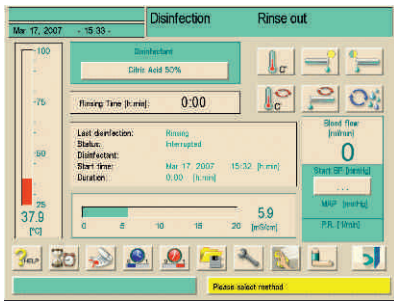 Disinfection Rinse out
Mar 17, 2007 - 15:33 -
100
Disinfectant
Citric Acid 50%
°C
75
Rinsing Time [h:min]: 0:00
°C
Last disinfection: Rinsing
Status: Interrupted
Disinfectant:
Start time: Mar 17 2007 15:32 [h:min]
Duration: 0:00 [h:min]
Blood flow
[ml/min]
0
50
Start BP [mmHg]
...
25
MAP [mmHg]
37.9
[°C]
5.9
0 5 10 15 20 [mS/cm]
P.R. [1/min]
HELP
Please select method